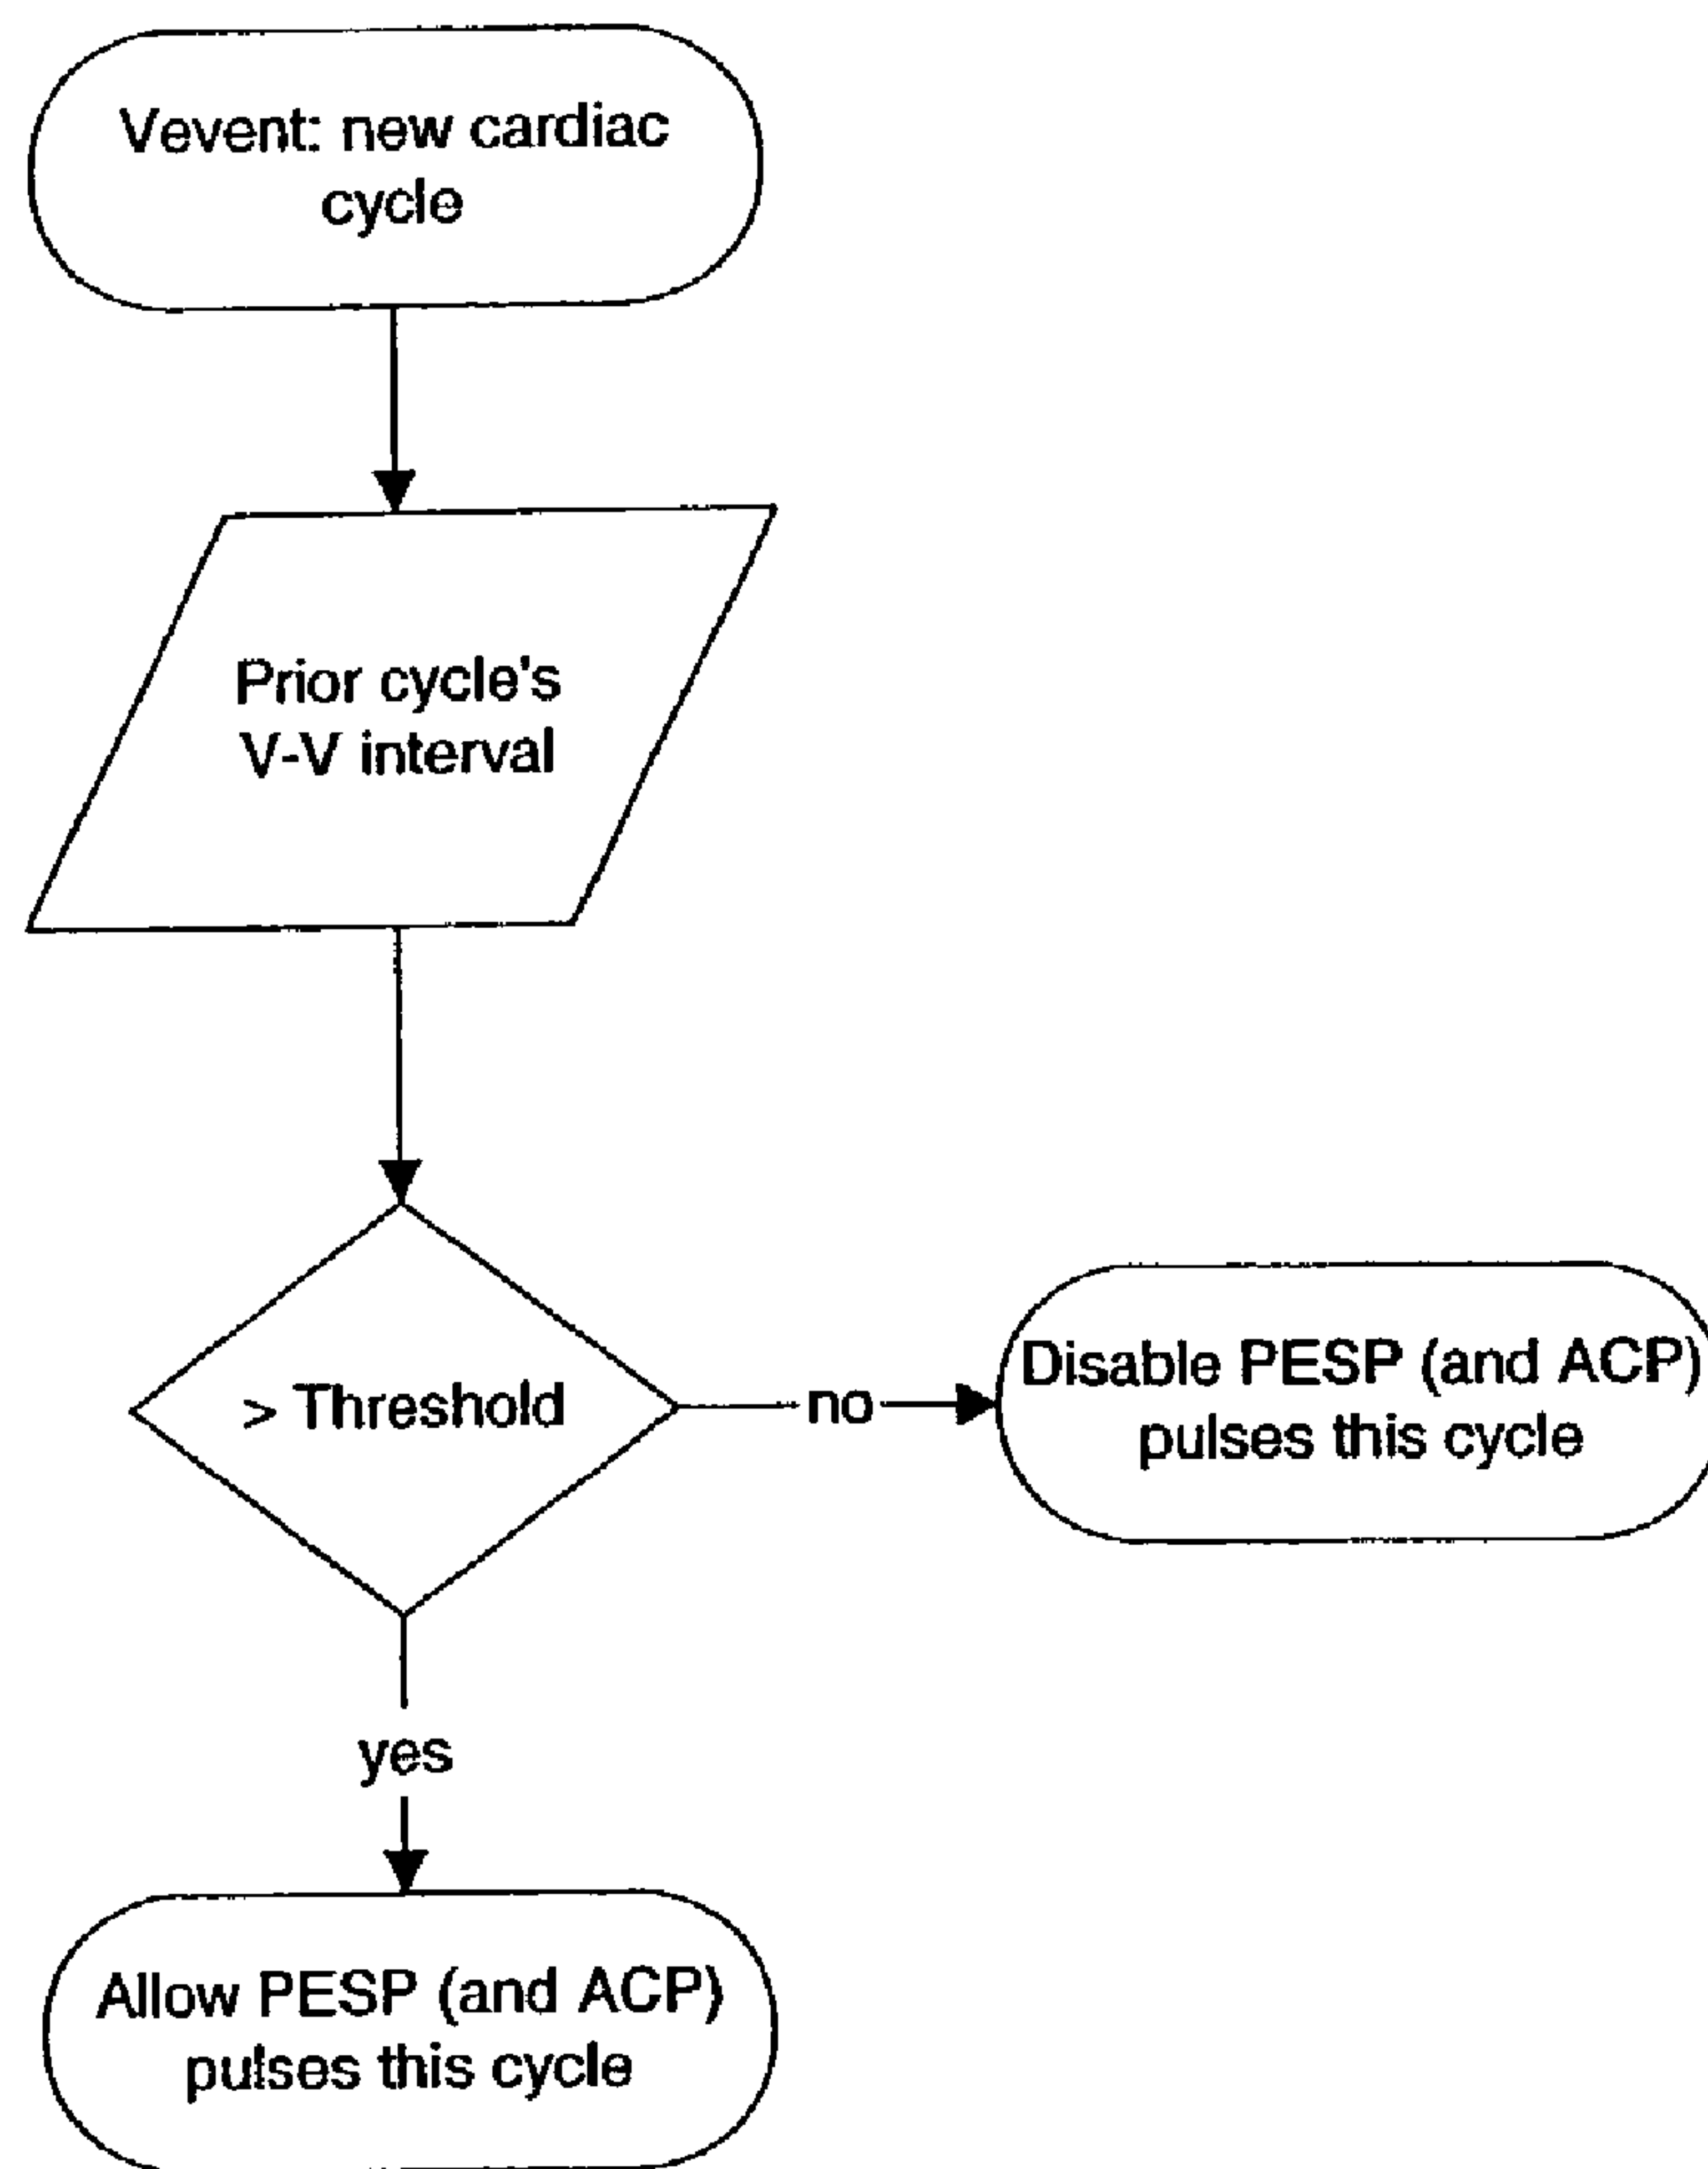 Vevent: new cardiac
cycle
Prior cycle's
V-V interval
> Threshold
no
Disable PESP (and ACP)
pulses this cycle
yes
Allow PESP (and ACP)
pulses this cycle